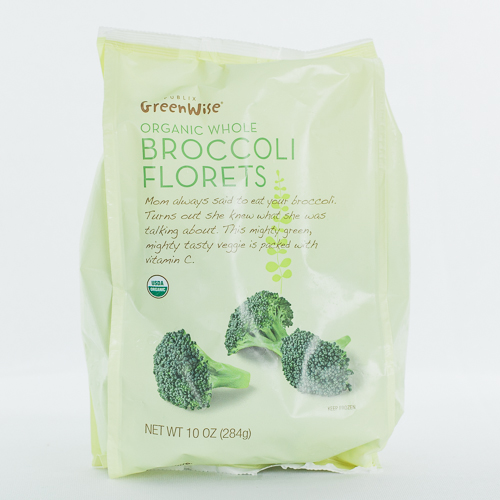 PUBLIX
GreenWise®
ORGANIC WHOLE
BROCCOLI
FLORETS
Mom always said to eat your broccoli.
Turns out she knew what she was
talking about. This mighty green,
mighty tasty veggie is packed with
vitamin C.
USDA
ORGANIC
KEEP FROZEN
NET WT 10 OZ (284g)